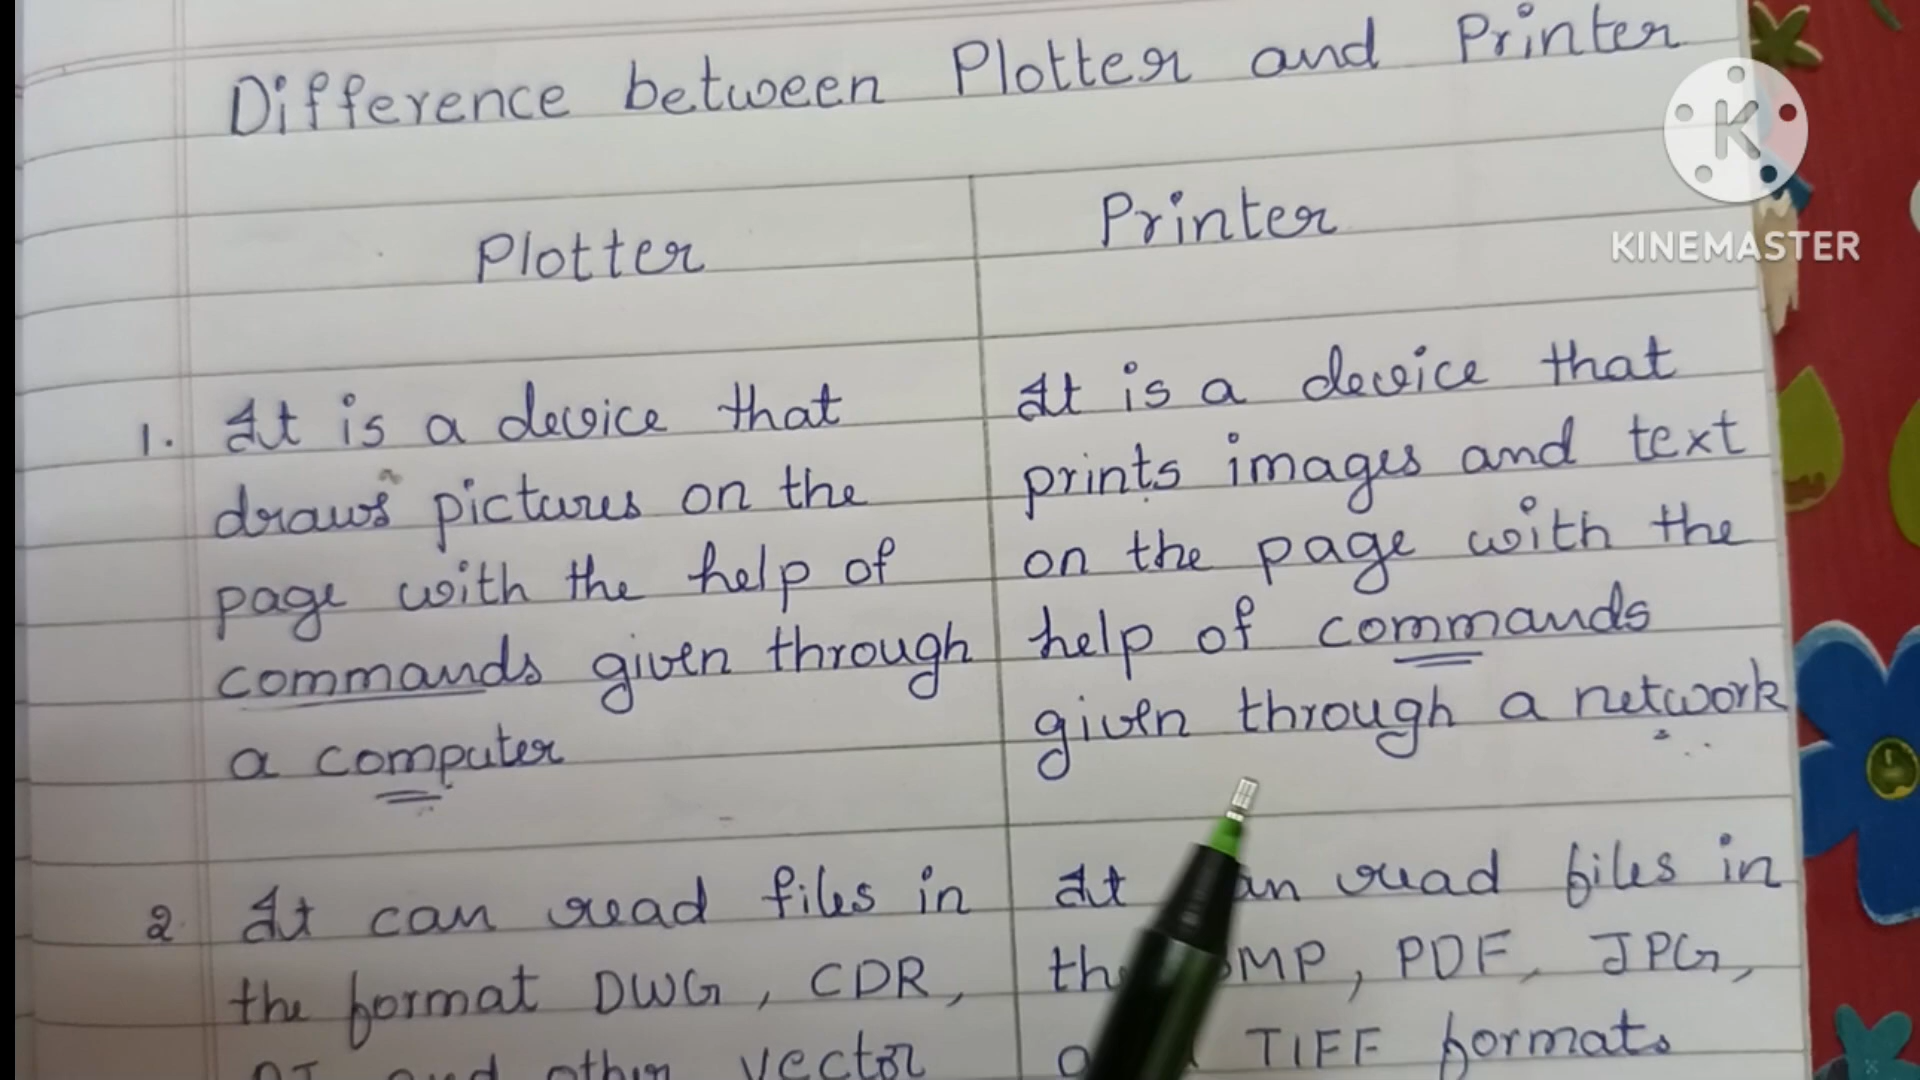 Difference between Plotter and Printer
KINEMASTER
Plotter
Printer
1. It is a device that
draws pictures on the
page with the help of
commands given through
a computer
It is a device that
prints images and text
on the page with the
help of commands
given through a network
2. It can read files in
the format DWG, CDR,
and other vector
It read files in
PDF, JPG,
TIFF formats